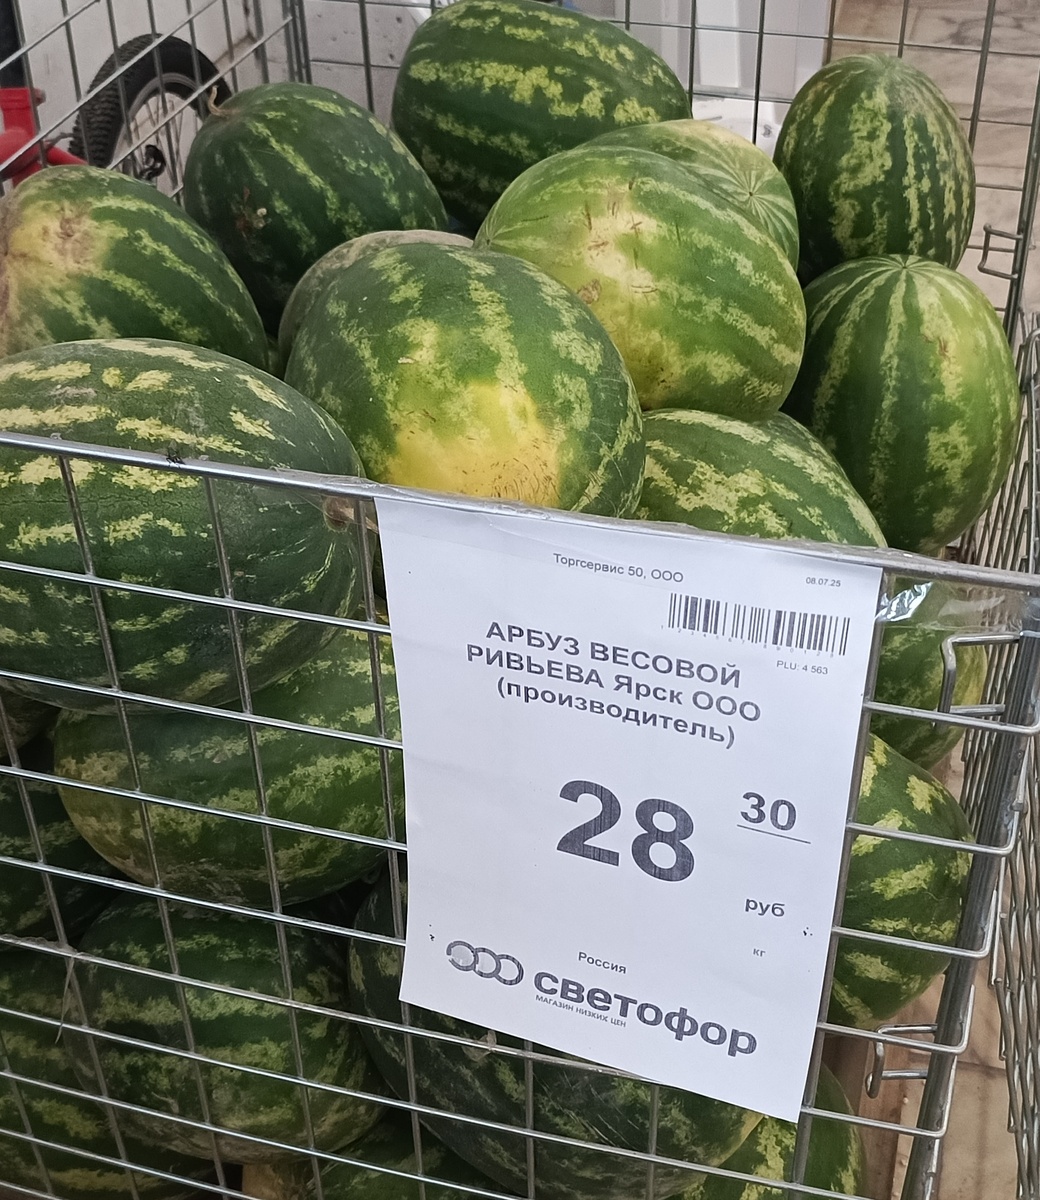 Торгсервис 50, ООО
08.07.25
PLU: 4 563
АРБУЗ ВЕСОВОЙ
РИВЬЕВА Ярск ООО
(производитель)
28 30
руб
кг
Россия
светофор
МАГАЗИН НИЗКИХ ЦЕН